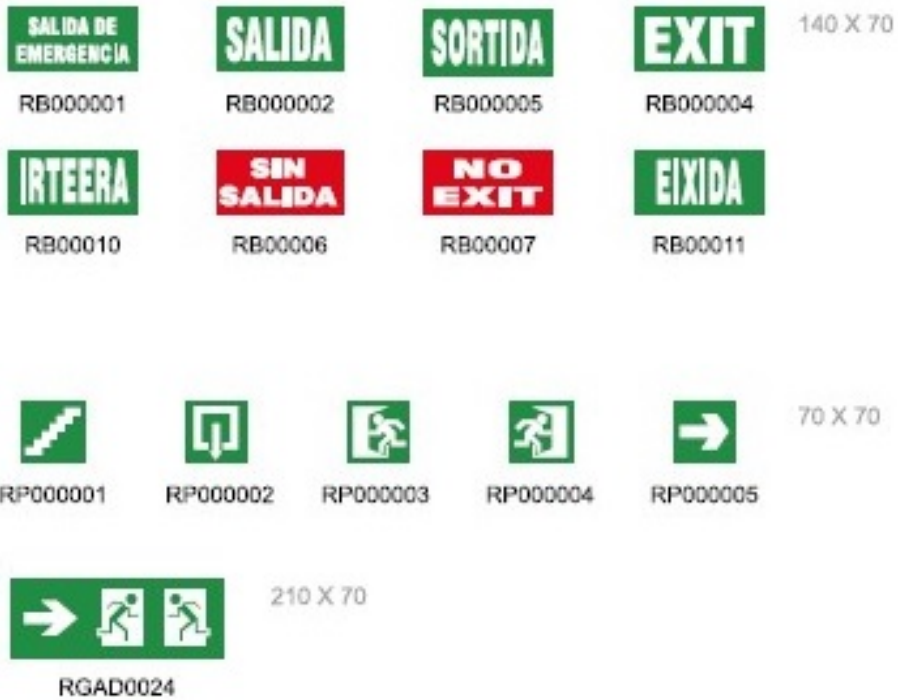 SALIDA DE
EMERGENCIA
SALIDA
SORTIDA
EXIT
140 X 70
RB000001
RB000002
RB000005
RB000004
IRTEERA
SIN
SALIDA
NO
EXIT
EIXIDA
RB00010
RB00006
RB00007
RB00011
70 X 70
RP000001
RP000002
RP000003
RP000004
RP000005
210 X 70
RGAD0024